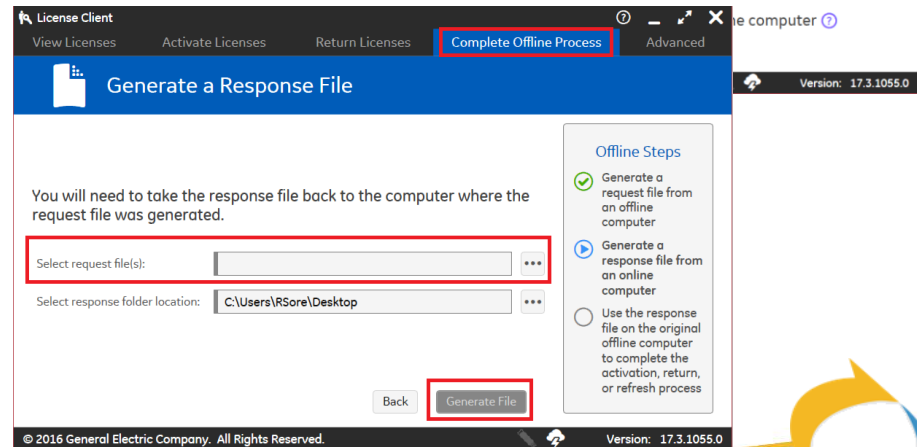 License Client
View Licenses
Activate Licenses
Return Licenses
Complete Offline Process
Advanced
Generate a Response File
You will need to take the response file back to the computer where the
request file was generated.
Select request file(s):
Select response folder location:
C:\Users\RSore\Desktop
Back
Generate File
Offline Steps
Generate a
request file from
an offline
computer
Generate a
response file from
an online
computer
Use the response
file on the original
offline computer
to complete the
activation, return,
or refresh process
© 2016 General Electric Company. All Rights Reserved.
Version: 17.3.1055.0
computer
Version: 17.3.1055.0